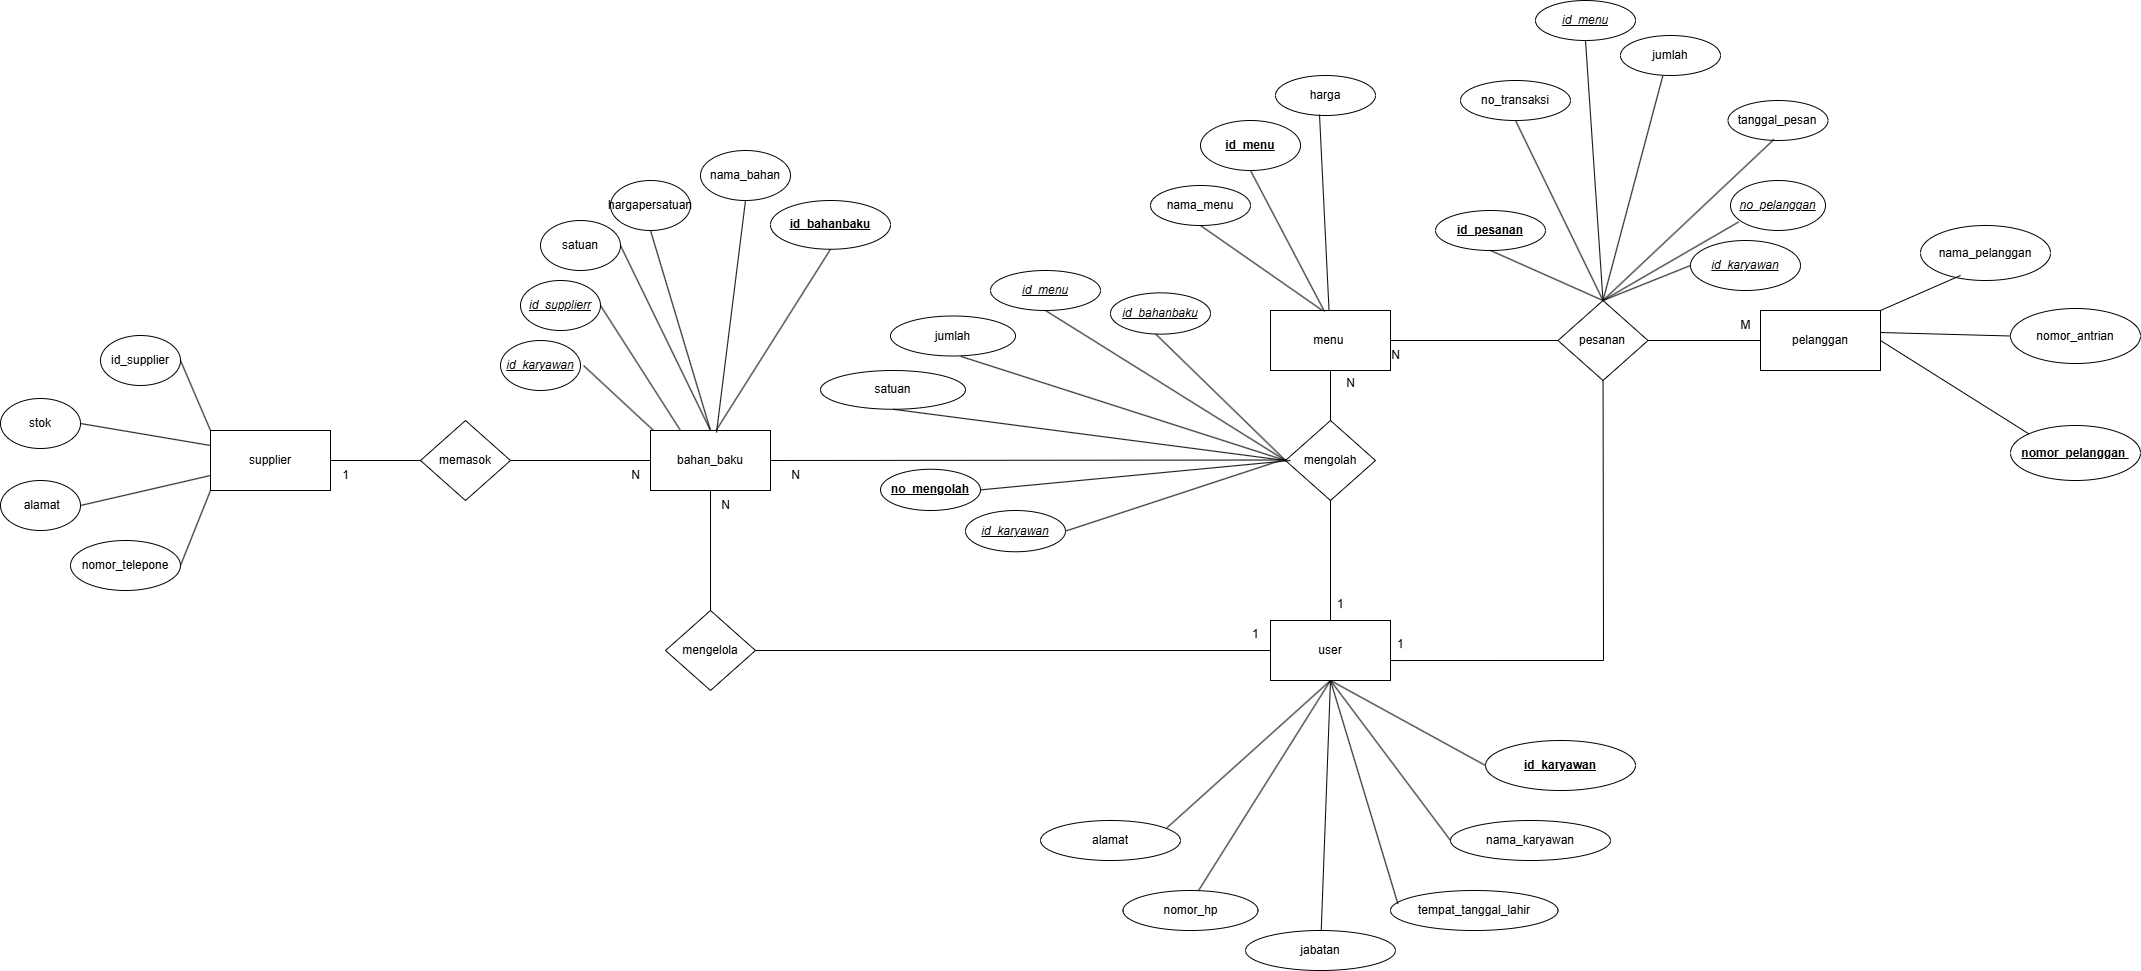 id_menu
jumlah
harga
no_transaksi
tanggal_pesan
id_menu
nama_bahan
hargapersatuan
nama_menu
no_pelanggan
id_bahanbaku
id_pesanan
satuan
nama_pelanggan
id_karyawan
id_menu
id_supplierr
id_bahanbaku
M
jumlah
nomor_antrian
menu
pesanan
pelanggan
N
id_supplier
id_karyawan
N
satuan
stok
nomor_pelanggan
supplier
memasok
bahan_baku
mengolah
1
N
N
no_mengolah
alamat
N
id_karyawan
nomor_telepone
1
1
1
mengelola
user
id_karyawan
alamat
nama_karyawan
nomor_hp
tempat_tanggal_lahir
jabatan